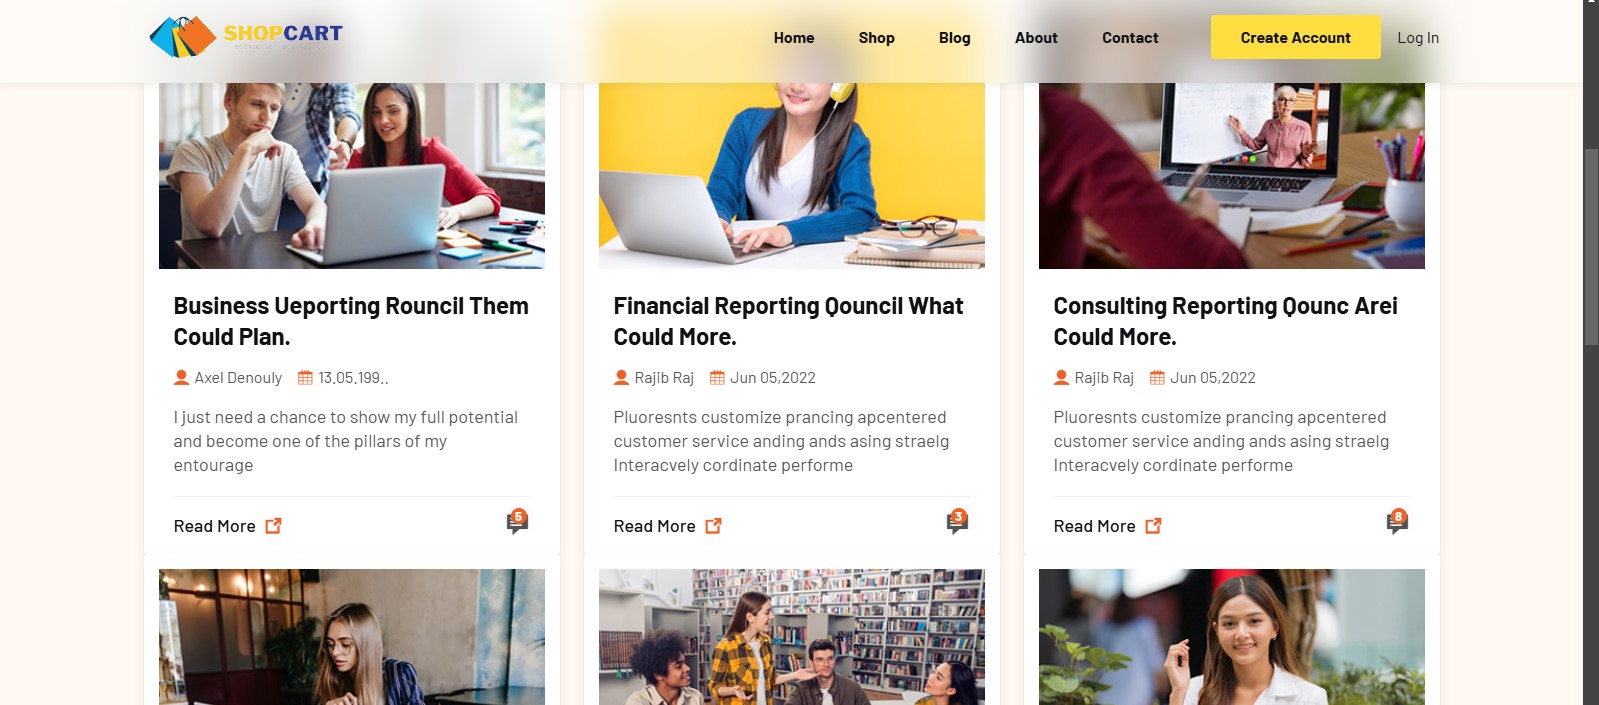 SHOPCART
Home Shop Blog About Contact Create Account Log In
Business Ueporting Rouncil Them
Could Plan.
Axel Denouly 13.05.199..
I just need a chance to show my full potential
and become one of the pillars of my
entourage
Read More 5
Financial Reporting Qouncil What
Could More.
Rajib Raj Jun 05,2022
Pluoresnts customize prancing apcentered
customer service anding ands asing straelg
Interacvely cordinate performe
Read More 3
Consulting Reporting Qounc Arei
Could More.
Rajib Raj Jun 05,2022
Pluoresnts customize prancing apcentered
customer service anding ands asing straelg
Interacvely cordinate performe
Read More 8